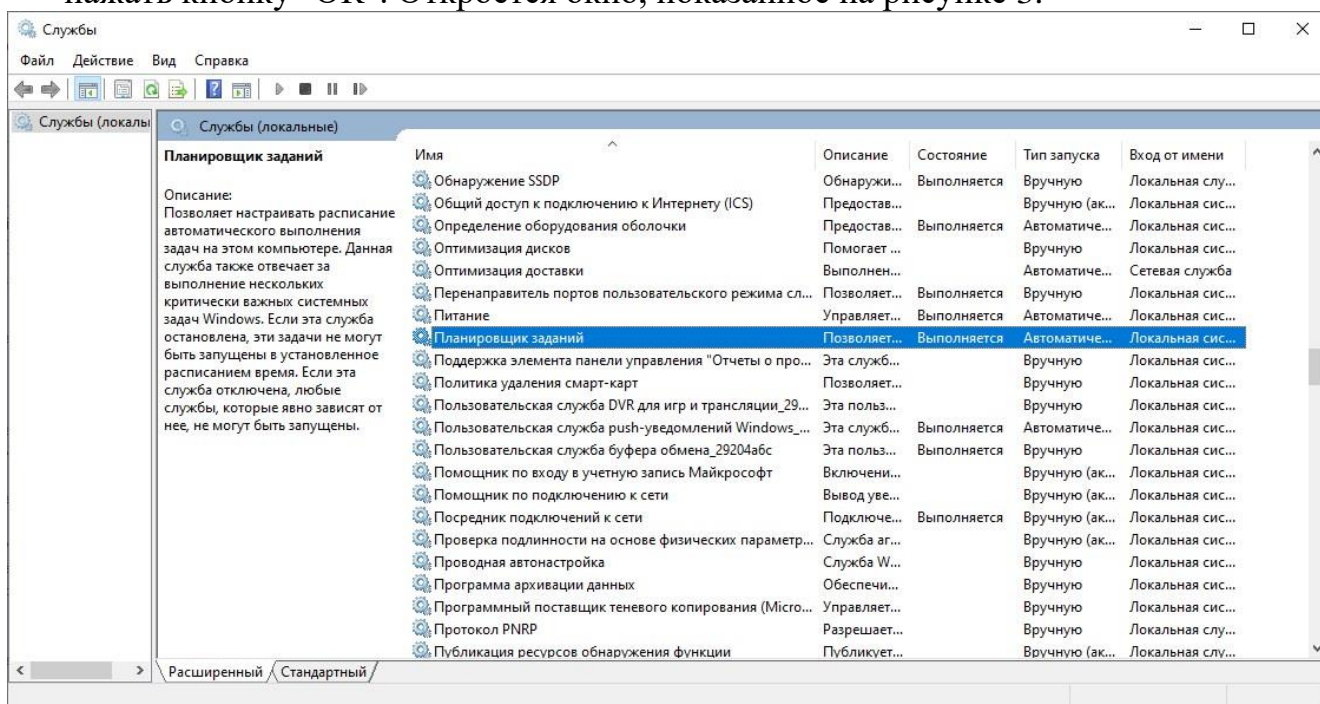 нажать кнопку "ОК". Откроется окно, показанное на рисунке 3.
Службы
Файл Действие Вид Справка
Службы (локалы
Службы (локальные)
Планировщик заданий
Описание:
Позволяет настраивать расписание
автоматического выполнения
задач на этом компьютере. Данная
служба также отвечает за
выполнение нескольких
критически важных системных
задач Windows. Если эта служба
остановлена, эти задачи не могут
быть запущены в установленное
расписанием время. Если эта
служба отключена, любые
службы, которые явно зависят от
нее, не могут быть запущены.
Имя Описание Состояние Тип запуска Вход от имени
Обнаружение SSDP Обнаружи... Выполняется Вручную Локальная слу...
Общий доступ к подключению к Интернету (ICS) Предостав... Вручную (ак... Локальная сис...
Определение оборудования оболочки Предостав... Выполняется Автоматиче... Локальная сис...
Оптимизация дисков Помогает ... Вручную Локальная сис...
Оптимизация доставки Выполнен... Автоматиче... Сетевая служба
Перенаправитель портов пользовательского режима сл... Позволяет... Выполняется Вручную Локальная сис...
Питание Управляет... Выполняется Автоматиче... Локальная сис...
Планировщик заданий Позволяет... Выполняется Автоматиче... Локальная сис...
Поддержка элемента панели управления "Отчеты о про... Эта служб... Вручную Локальная сис...
Политика удаления смарт-карт Позволяет... Вручную Локальная сис...
Пользовательская служба DVR для игр и трансляции_29... Эта польз... Вручную Локальная сис...
Пользовательская служба push-уведомлений Windows_... Эта служб... Выполняется Автоматиче... Локальная сис...
Пользовательская служба буфера обмена_29204a6c Эта польз... Выполняется Вручную Локальная сис...
Помощник по входу в учетную запись Майкрософт Включени... Вручную (ак... Локальная сис...
Помощник по подключению к сети Вывод уве... Вручную (ак... Локальная сис...
Посредник подключений к сети Подключе... Выполняется Вручную (ак... Локальная сис...
Проверка подлинности на основе физических параметр... Служба аг... Вручную (ак... Локальная сис...
Проводная автонастройка Служба W... Вручную Локальная сис...
Программа архивации данных Обеспечи... Вручную Локальная сис...
Программный поставщик теневого копирования (Micro... Управляет... Вручную Локальная сис...
Протокол PNRP Разрешает... Вручную Локальная слу...
Публикация ресурсов обнаружения функции Публикует... Вручную (ак... Локальная слу...
Расширенный Стандартный